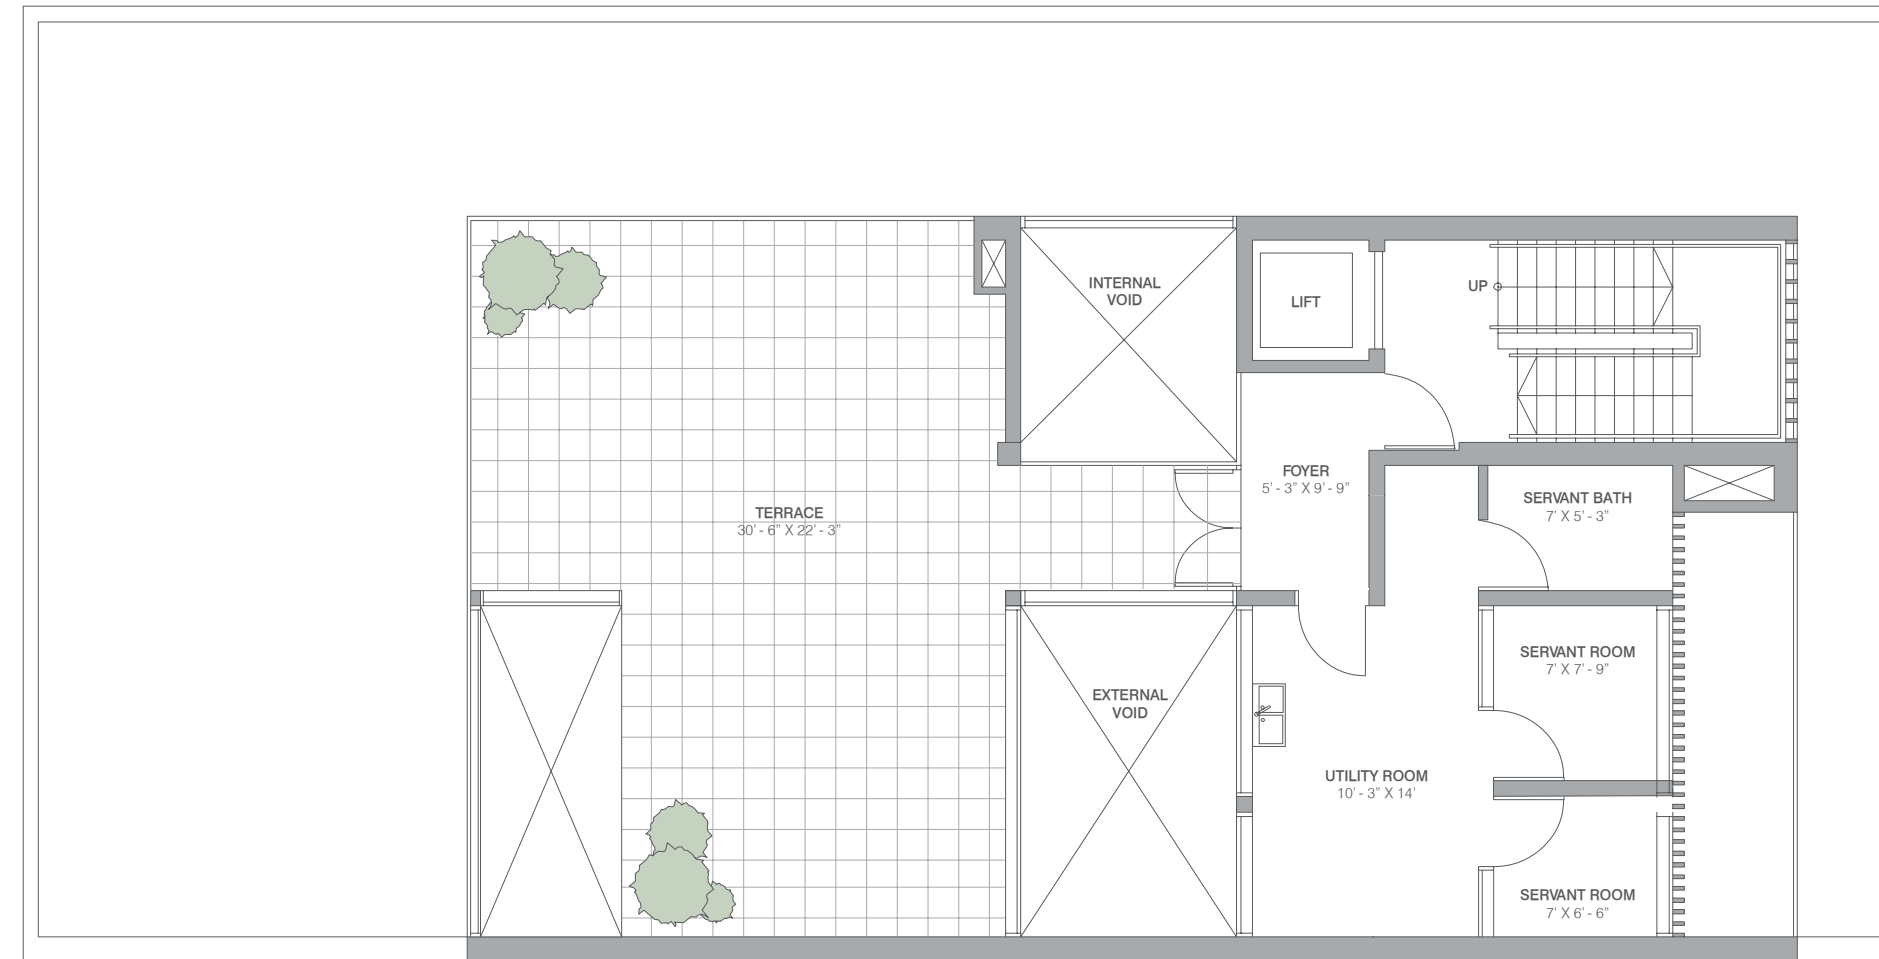 INTERNAL
VOID
LIFT
UP
FOYER
5' - 3" X 9' - 9"
SERVANT BATH
7' X 5' - 3"
TERRACE
30' - 6" X 22' - 3"
SERVANT ROOM
7' X 7' - 9"
EXTERNAL
VOID
UTILITY ROOM
10' - 3" X 14'
SERVANT ROOM
7' X 6' - 6"